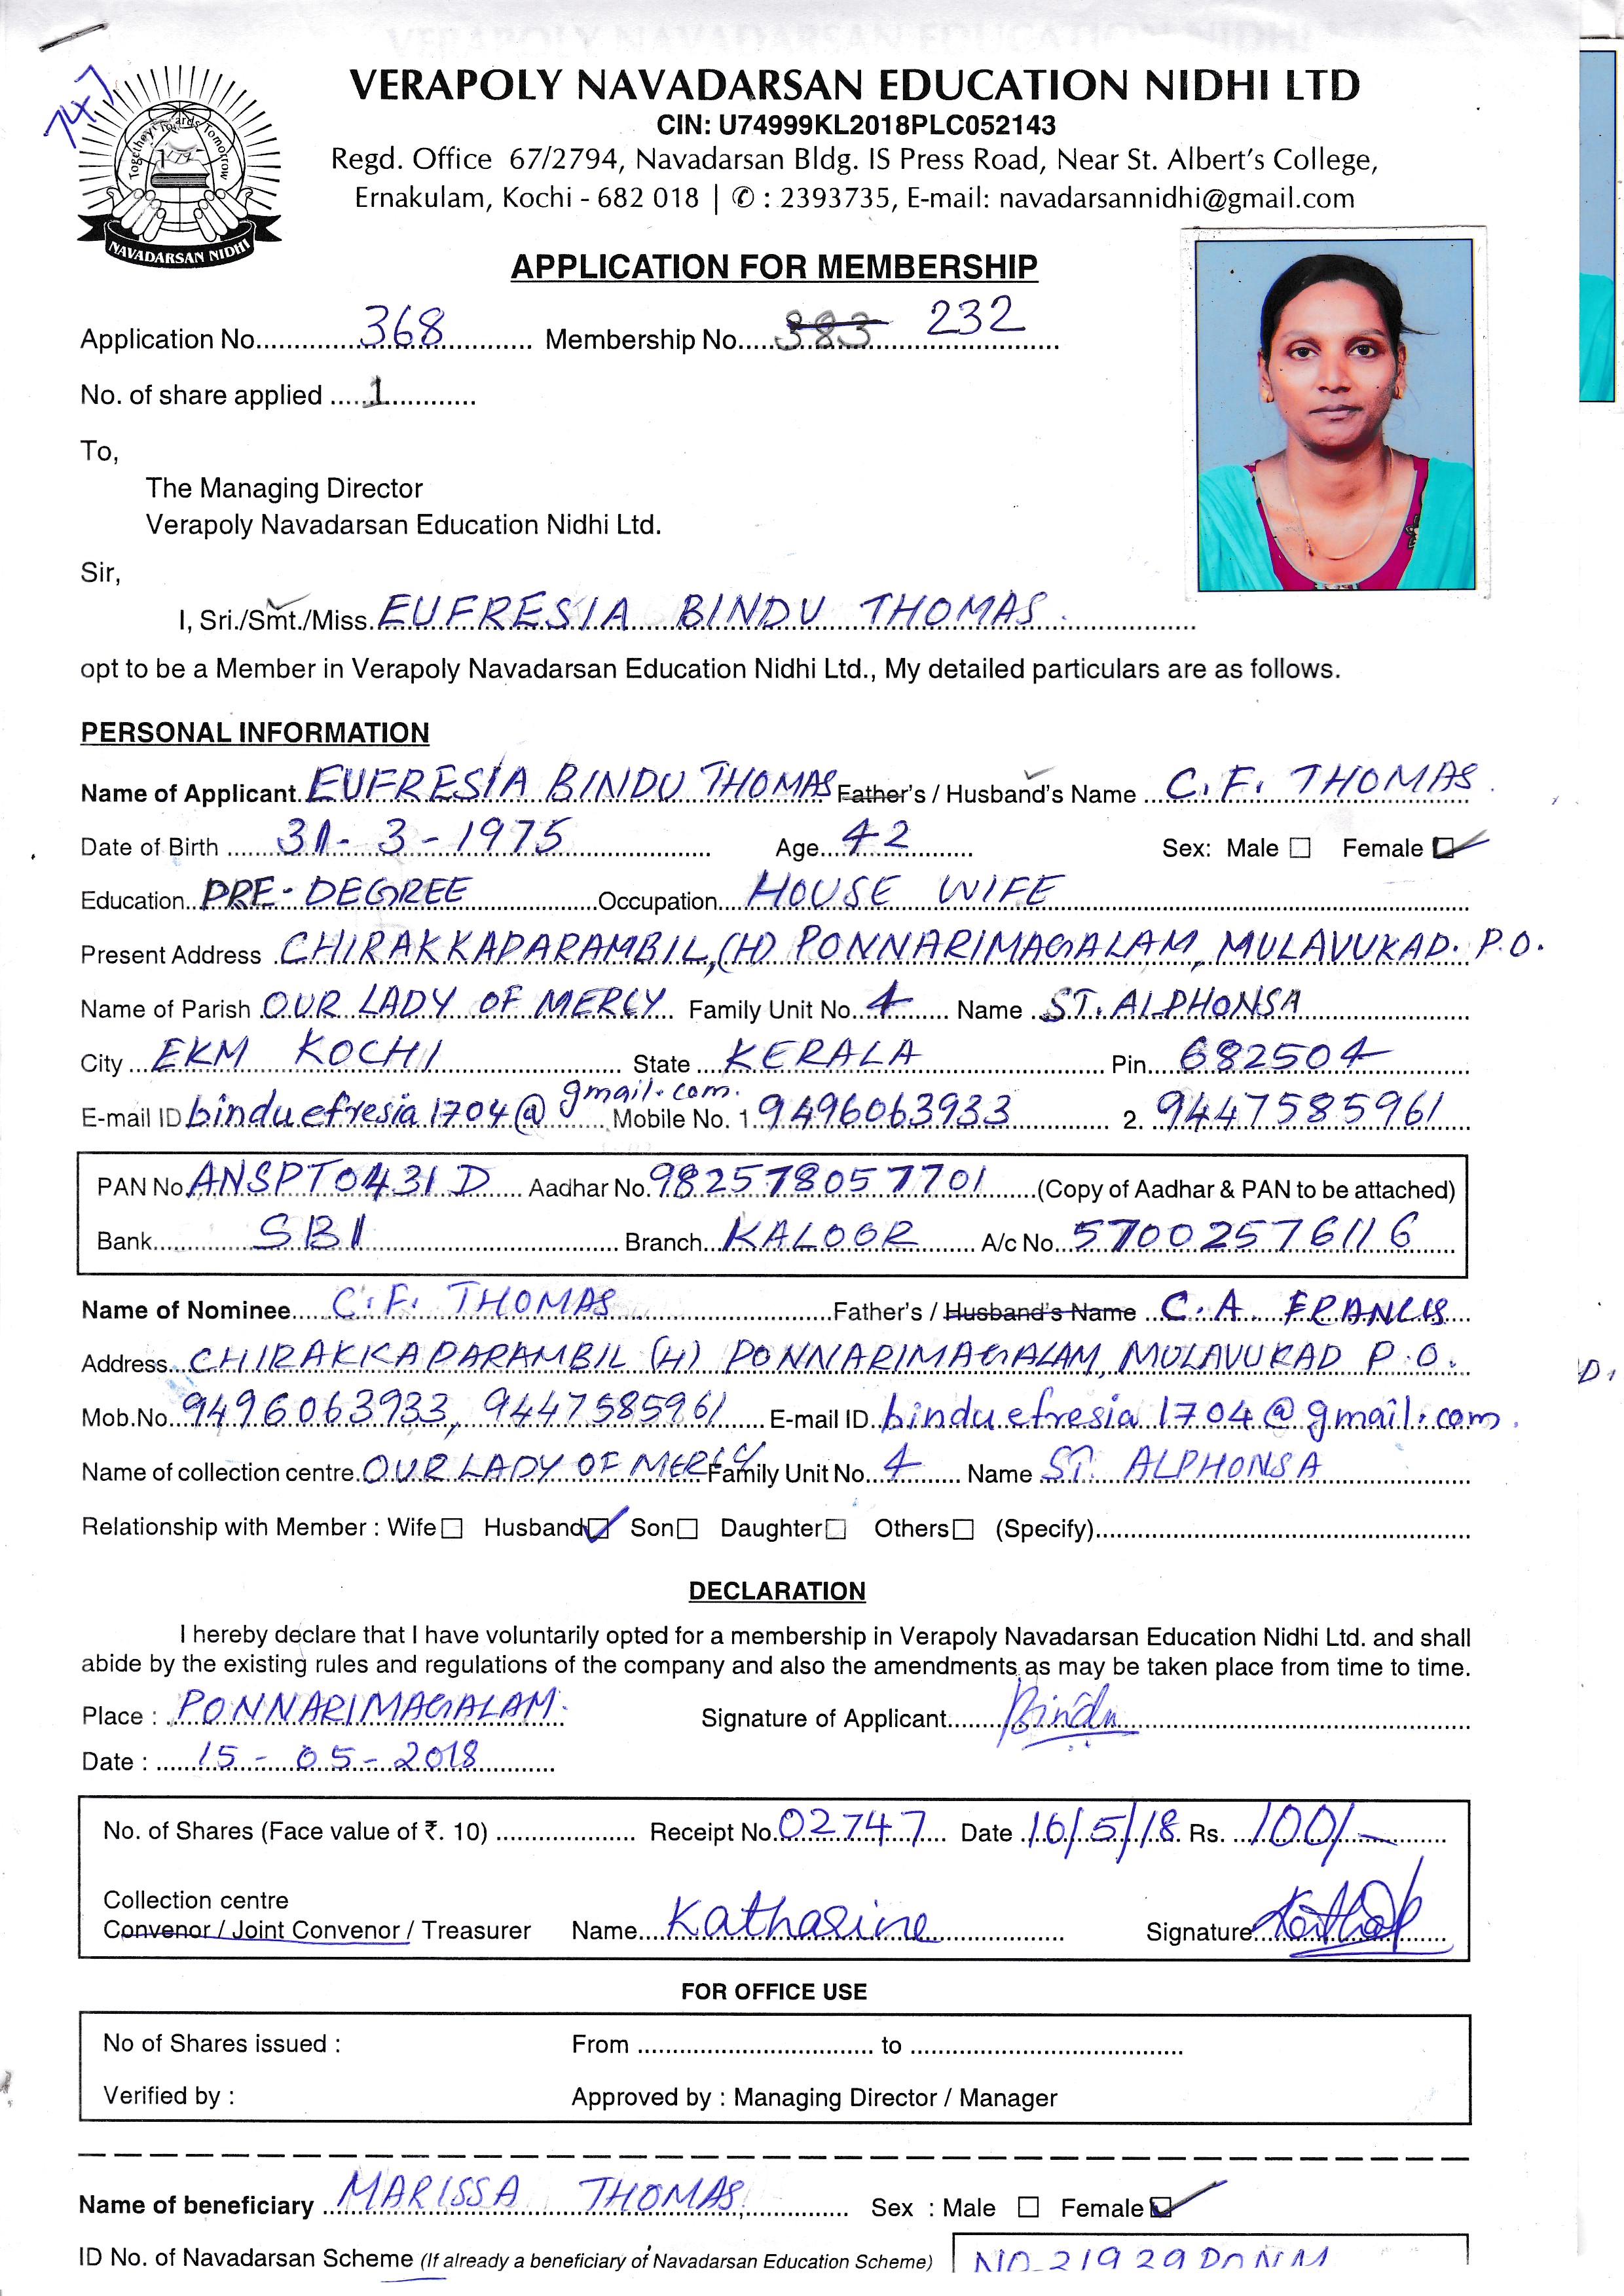 747
Together Towards Tomorrow
NAVADARSAN NIDHI
VERAPOLY NAVADARSAN EDUCATION NIDHI LTD
CIN: U74999KL2018PLC052143
Regd. Office 67/2794, Navadarsan Bldg. IS Press Road, Near St. Albert's College,
Ernakulam, Kochi - 682 018 | ✆ : 2393735, E-mail: navadarsannidhi@gmail.com
APPLICATION FOR MEMBERSHIP
Application No. 368 Membership No. 383 232
No. of share applied 1
To,
The Managing Director
Verapoly Navadarsan Education Nidhi Ltd.
Sir,
I, Sri./Smt./Miss. EUFRESIA BINDU THOMAS.
opt to be a Member in Verapoly Navadarsan Education Nidhi Ltd., My detailed particulars are as follows.
PERSONAL INFORMATION
Name of Applicant EUFRESIA BINDU THOMAS Father's / Husband's Name C.F. THOMAS
Date of Birth 31-3-1975 Age 42 Sex: Male ☐ Female ☑
Education PRE-DEGREE Occupation HOUSE WIFE
Present Address CHIRAKKAPARAMBIL,(H) PONNARIMAGALAM, MULAVUKAD. P.O.
Name of Parish OUR LADY OF MERCY Family Unit No. 4 Name ST. ALPHONSA
City EKM KOCHI State KERALA Pin 682504
E-mail ID binduefresia1704@gmail.com. Mobile No. 1 9496063933 2. 9447585961
PAN No. ANSPT0431D Aadhar No. 982578057701 (Copy of Aadhar & PAN to be attached)
Bank SBI Branch KALOOR A/c No. 57002576116
Name of Nominee C.F. THOMAS Father's / Husband's Name C.A. FRANCIS
Address CHIRAKKAPARAMBIL (H) PONNARIMAGALAM, MULAVUKAD P.O.
Mob.No. 9496063933, 9447585961 E-mail ID binduefresia1704@gmail.com.
Name of collection centre OUR LADY OF MERCY Family Unit No. 4 Name ST. ALPHONSA
Relationship with Member : Wife ☐ Husband ☑ Son ☐ Daughter ☐ Others ☐ (Specify)
DECLARATION
I hereby declare that I have voluntarily opted for a membership in Verapoly Navadarsan Education Nidhi Ltd. and shall
abide by the existing rules and regulations of the company and also the amendments as may be taken place from time to time.
Place : PONNARIMAGALAM. Signature of Applicant Bindu
Date : 15-05-2018
No. of Shares (Face value of ₹. 10) Receipt No. 02747 Date 16/5/18 Rs. 100/-
Collection centre
Convenor / Joint Convenor / Treasurer Name Katharine Signature
FOR OFFICE USE
No of Shares issued : From to
Verified by : Approved by : Managing Director / Manager
Name of beneficiary MARISSA THOMAS Sex : Male ☐ Female ☑
ID No. of Navadarsan Scheme (If already a beneficiary of Navadarsan Education Scheme)